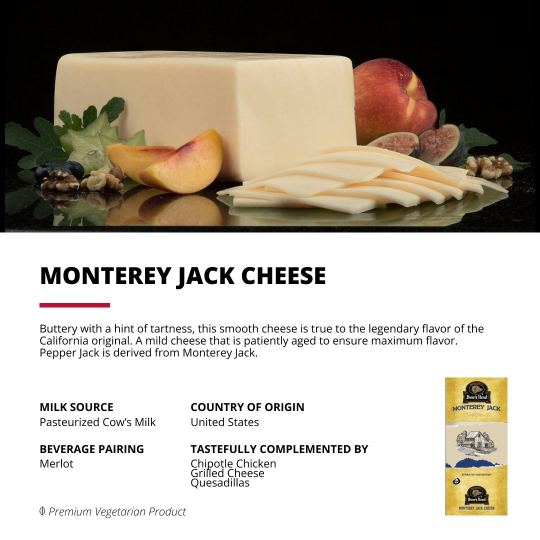 MONTEREY JACK CHEESE
Buttery with a hint of tartness, this smooth cheese is true to the legendary flavor of the
California original. A mild cheese that is patiently aged to ensure maximum flavor.
Pepper Jack is derived from Monterey Jack.
MILK SOURCE
Pasteurized Cow's Milk
COUNTRY OF ORIGIN
United States
BEVERAGE PAIRING
Merlot
TASTEFULLY COMPLEMENTED BY
Chipotle Chicken
Grilled Cheese
Quesadillas
Premium Vegetarian Product
Boar's Head
MONTEREY JACK
Boar's Head
MONTEREY JACK CHEESE